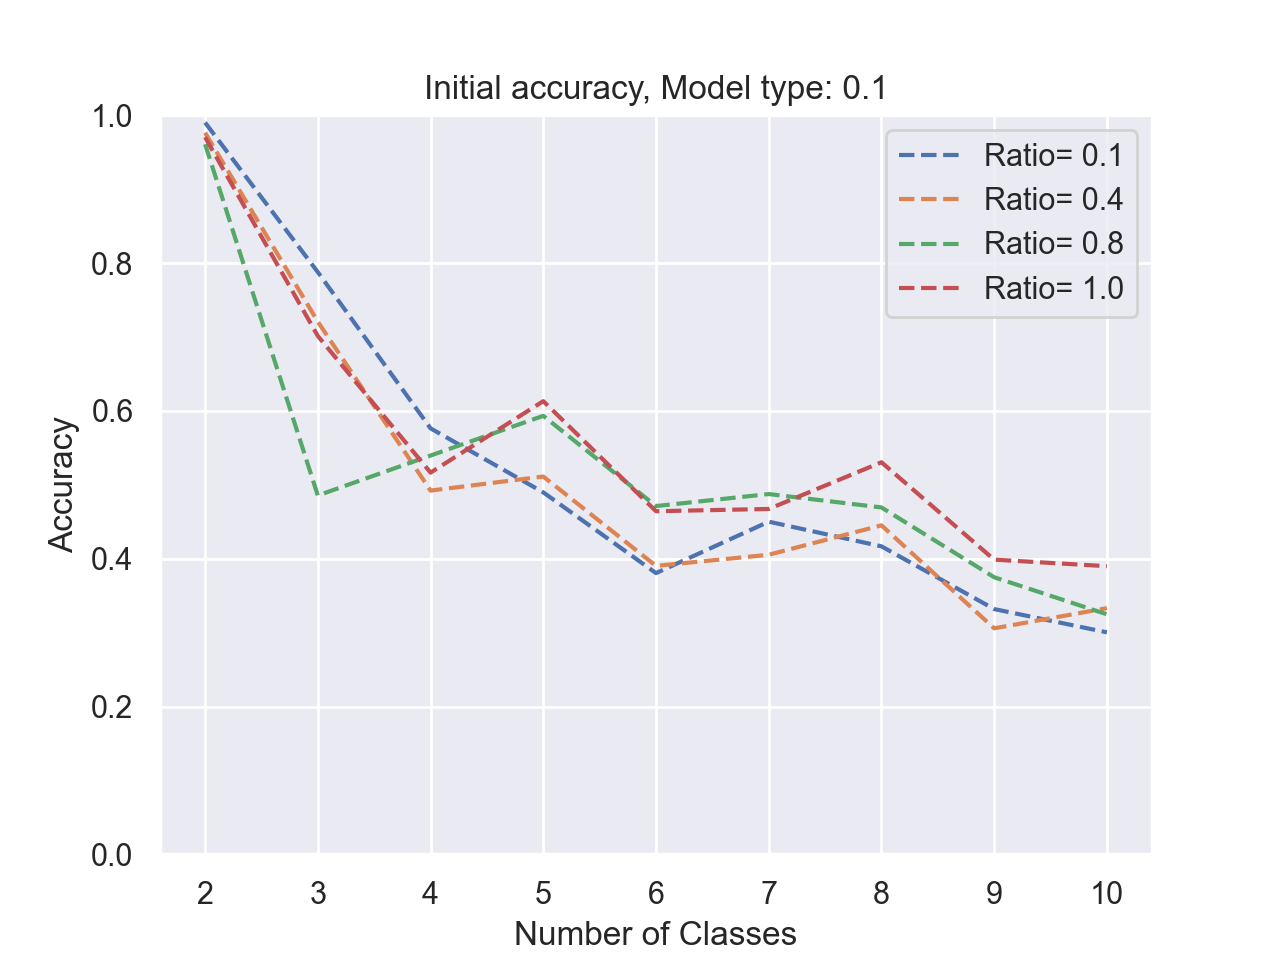 Initial accuracy, Model type: 0.1
1.0
0.8
0.6
0.4
0.2
0.0
Accuracy
Ratio= 0.1
Ratio= 0.4
Ratio= 0.8
Ratio= 1.0
2 3 4 5 6 7 8 9 10
Number of Classes